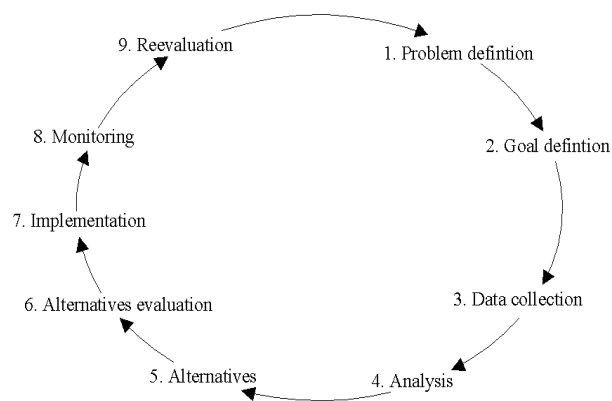 1. Problem defintion
2. Goal defintion
3. Data collection
4. Analysis
5. Alternatives
6. Alternatives evaluation
7. Implementation
8. Monitoring
9. Reevaluation